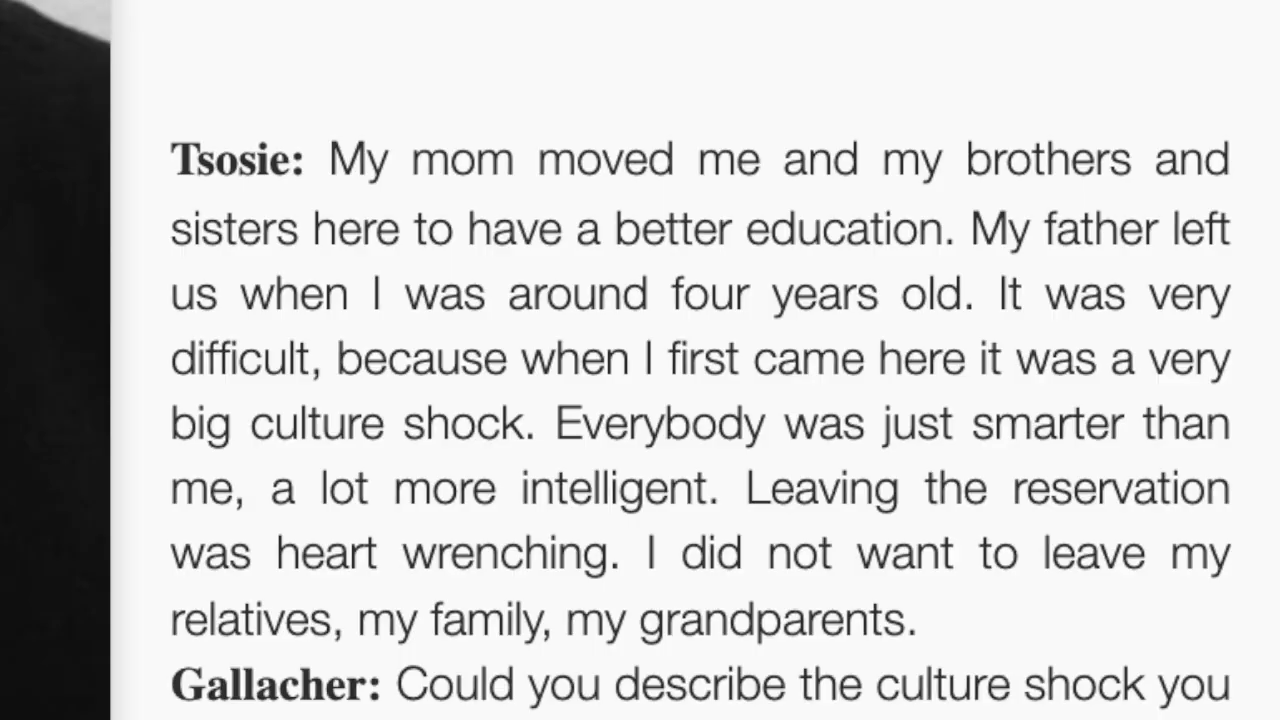 Tsosie: My mom moved me and my brothers and
sisters here to have a better education. My father left
us when I was around four years old. It was very
difficult, because when I first came here it was a very
big culture shock. Everybody was just smarter than
me, a lot more intelligent. Leaving the reservation
was heart wrenching. I did not want to leave my
relatives, my family, my grandparents.
Gallacher: Could you describe the culture shock you